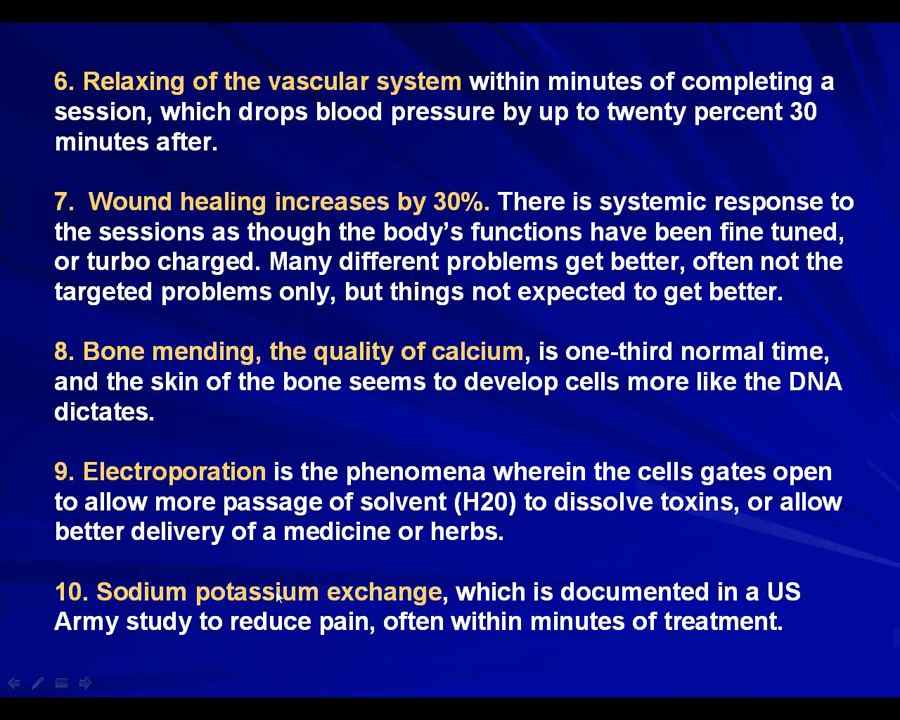 6. Relaxing of the vascular system within minutes of completing a
session, which drops blood pressure by up to twenty percent 30
minutes after.
7.  Wound healing increases by 30%. There is systemic response to
the sessions as though the body’s functions have been fine tuned,
or turbo charged. Many different problems get better, often not the
targeted problems only, but things not expected to get better.
8. Bone mending, the quality of calcium, is one-third normal time,
and the skin of the bone seems to develop cells more like the DNA
dictates.
9. Electroporation is the phenomena wherein the cells gates open
to allow more passage of solvent (H20) to dissolve toxins, or allow
better delivery of a medicine or herbs.
10. Sodium potassium exchange, which is documented in a US
Army study to reduce pain, often within minutes of treatment.